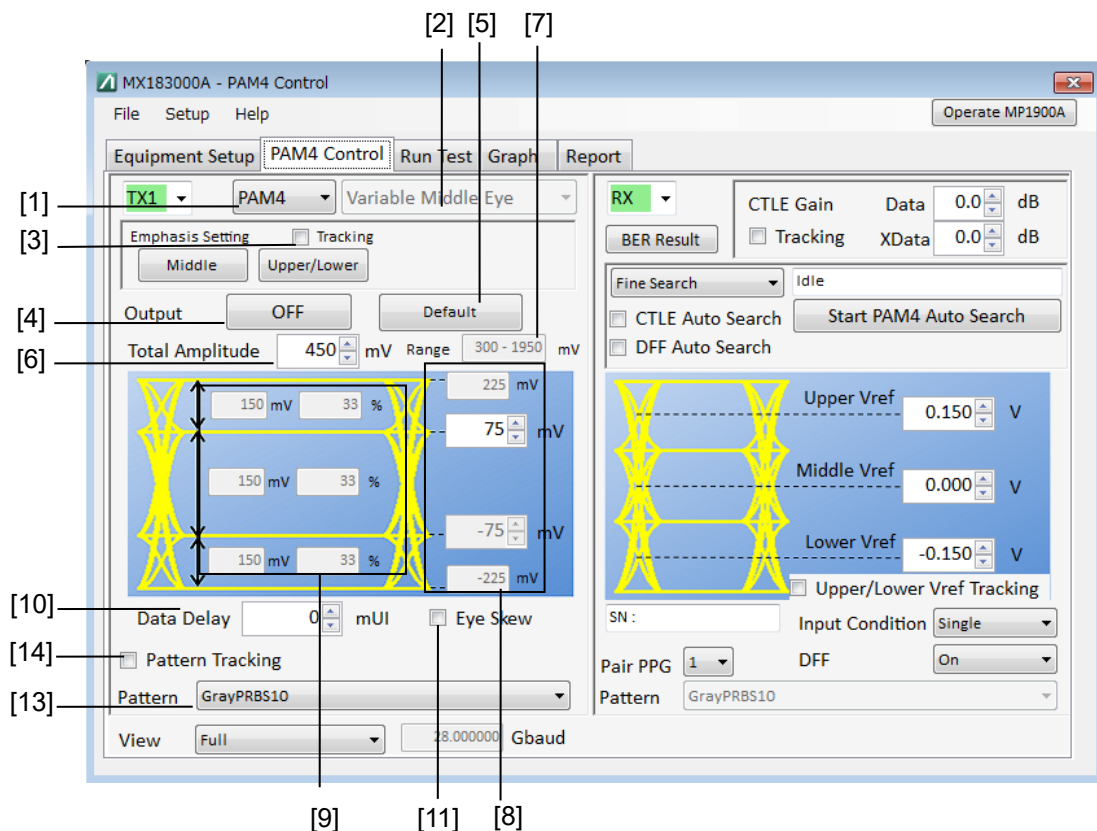 [2] [5] [7]
MX183000A - PAM4 Control
File Setup Help
Operate MP1900A
Equipment Setup PAM4 Control Run Test Graph Report
[1]
TX1 PAM4 Variable Middle Eye
[3]
Emphasis Setting Tracking
Middle Upper/Lower
[4]
Output OFF Default
[6]
Total Amplitude 450 mV Range 300 - 1950 mV
150 mV 33 %
150 mV 33 %
150 mV 33 %
225 mV
75 mV
-75 mV
-225 mV
[10]
Data Delay 0 mUI Eye Skew
[14]
Pattern Tracking
[13]
Pattern GrayPRBS10
RX
BER Result
CTLE Gain Data 0.0 dB
Tracking XData 0.0 dB
Fine Search Idle
CTLE Auto Search Start PAM4 Auto Search
DFF Auto Search
Upper Vref 0.150 V
Middle Vref 0.000 V
Lower Vref -0.150 V
Upper/Lower Vref Tracking
SN :
Input Condition Single
Pair PPG 1 DFF On
Pattern GrayPRBS10
View Full 28.000000 Gbaud
[9] [11] [8]